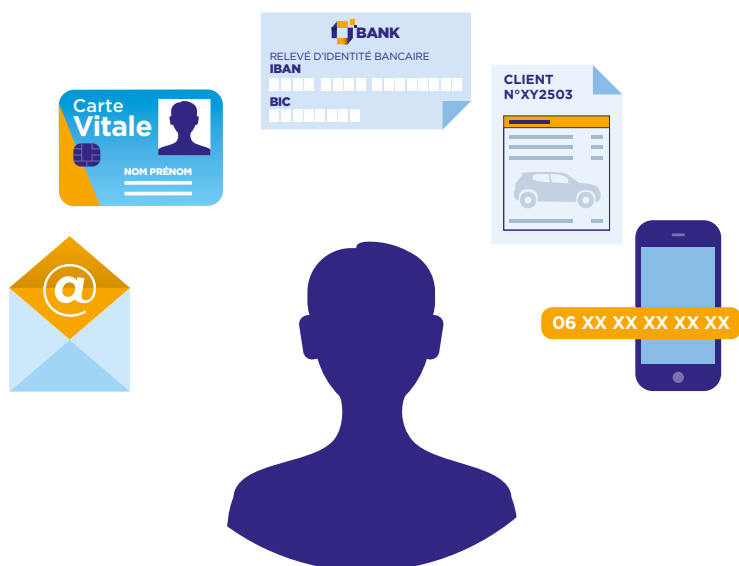 BANK
RELEVÉ D'IDENTITÉ BANCAIRE
IBAN
BIC
CLIENT
N°XY2503
Carte
Vitale
NOM PRÉNOM
@
06 XX XX XX XX XX